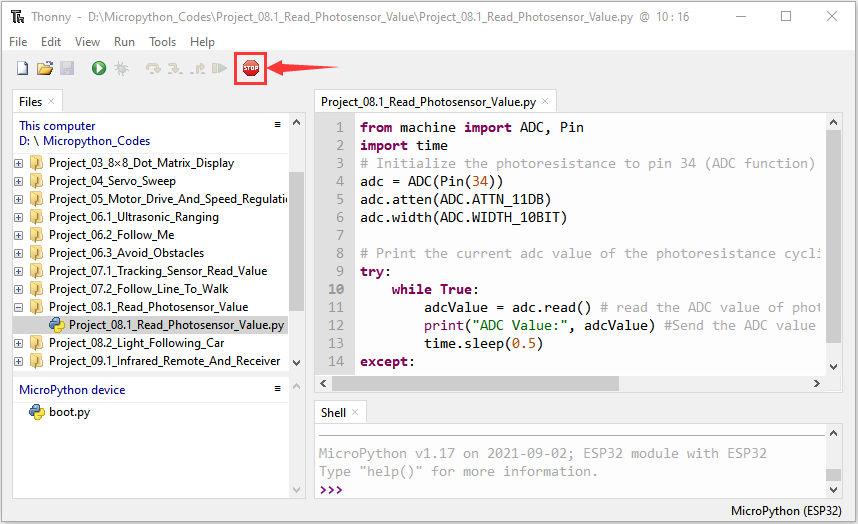 Thonny - D:\Micropython_Codes\Project_08.1_Read_Photosensor_Value\Project_08.1_Read_Photosensor_Value.py @ 10 : 16
File Edit View Run Tools Help
STOP
Files
This computer
D: \ Micropython_Codes
Project_03_8×8_Dot_Matrix_Display
Project_04_Servo_Sweep
Project_05_Motor_Drive_And_Speed_Regulatio
Project_06.1_Ultrasonic_Ranging
Project_06.2_Follow_Me
Project_06.3_Avoid_Obstacles
Project_07.1_Tracking_Sensor_Read_Value
Project_07.2_Follow_Line_To_Walk
Project_08.1_Read_Photosensor_Value
Project_08.1_Read_Photosensor_Value.py
Project_08.2_Light_Following_Car
Project_09.1_Infrared_Remote_And_Receiver
MicroPython device
boot.py
Project_08.1_Read_Photosensor_Value.py
1 from machine import ADC, Pin
2 import time
3 # Initialize the photoresistance to pin 34 (ADC function)
4 adc = ADC(Pin(34))
5 adc.atten(ADC.ATTN_11DB)
6 adc.width(ADC.WIDTH_10BIT)
7
8 # Print the current adc value of the photoresistance cycli
9 try:
10 while True:
11 adcValue = adc.read() # read the ADC value of phot
12 print("ADC Value:", adcValue) #Send the ADC value
13 time.sleep(0.5)
14 except:
Shell
MicroPython v1.17 on 2021-09-02; ESP32 module with ESP32
Type "help()" for more information.
>>>
MicroPython (ESP32)